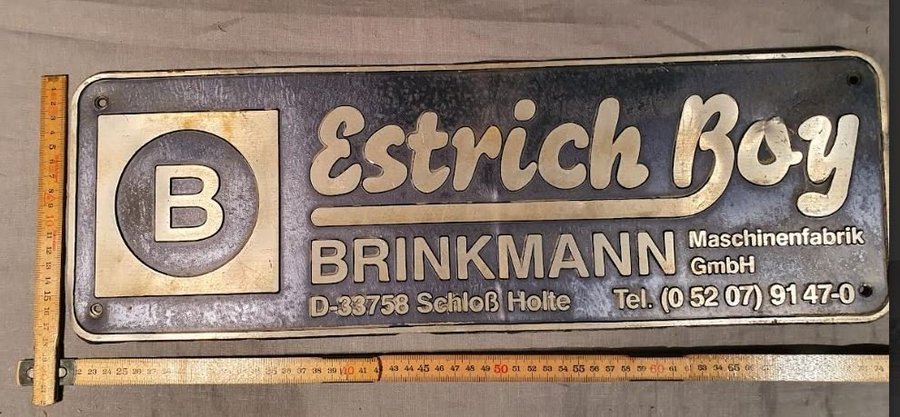 B
Estrich Boy
BRINKMANN Maschinenfabrik GmbH
D-33758 Schloß Holte Tel. (0 52 07) 91 47-0